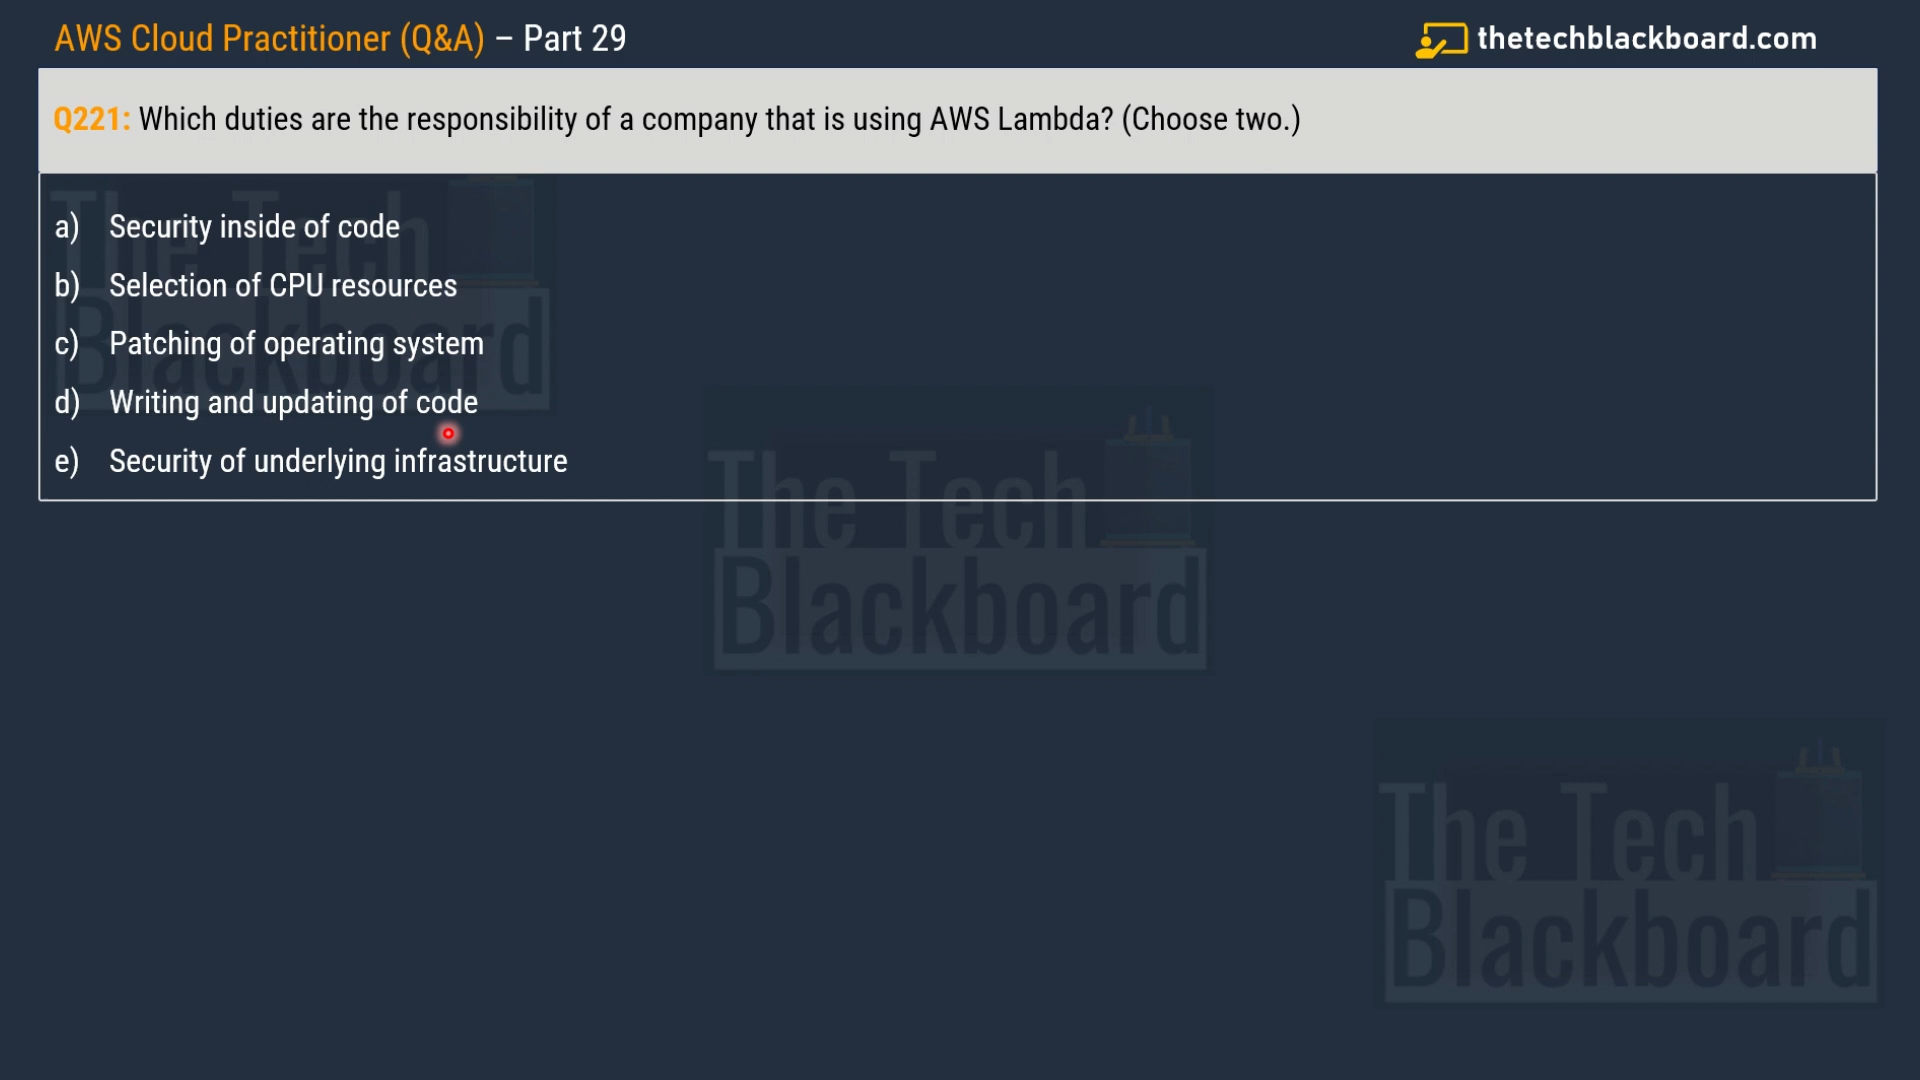 AWS Cloud Practitioner (Q&A) – Part 29
thetechblackboard.com
Q221: Which duties are the responsibility of a company that is using AWS Lambda? (Choose two.)
a) Security inside of code
b) Selection of CPU resources
c) Patching of operating system
d) Writing and updating of code
e) Security of underlying infrastructure
The Tech
Blackboard
The Tech
Blackboard
The Tech
Blackboard